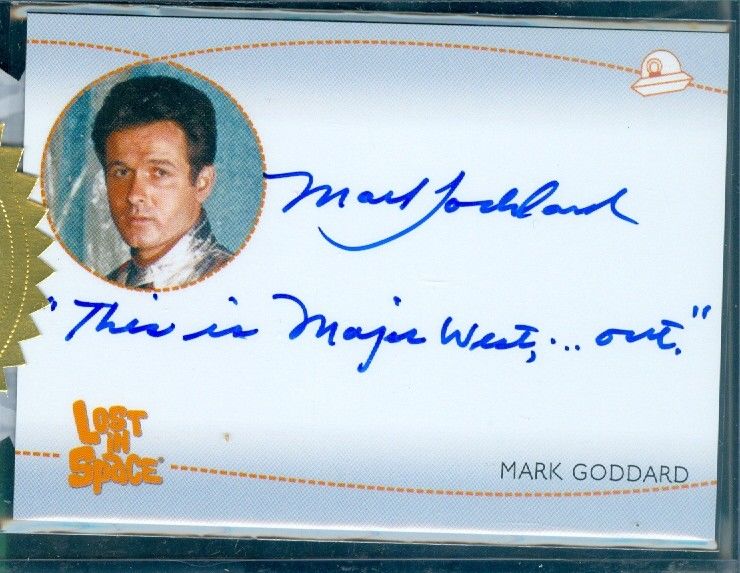 Mark Goddard
"This is Major West,... out."
LOST
IN
SPACE
MARK GODDARD